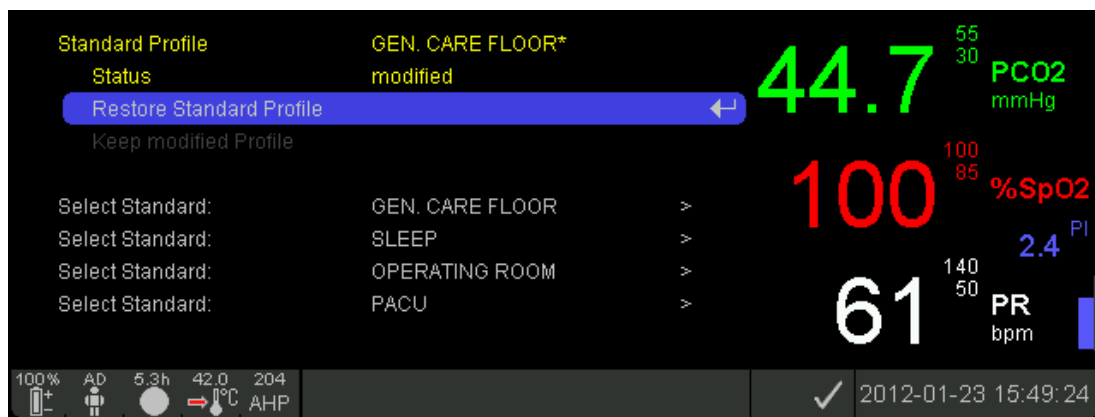 Standard Profile GEN. CARE FLOOR*
Status modified
Restore Standard Profile
Keep modified Profile
Select Standard: GEN. CARE FLOOR >
Select Standard: SLEEP >
Select Standard: OPERATING ROOM >
Select Standard: PACU >
44.7 55 30 PCO2 mmHg
100 100 85 %SpO2
2.4 PI
61 140 50 PR bpm
100% AD 5.3h 42.0 °C 204 AHP
2012-01-23 15:49:24